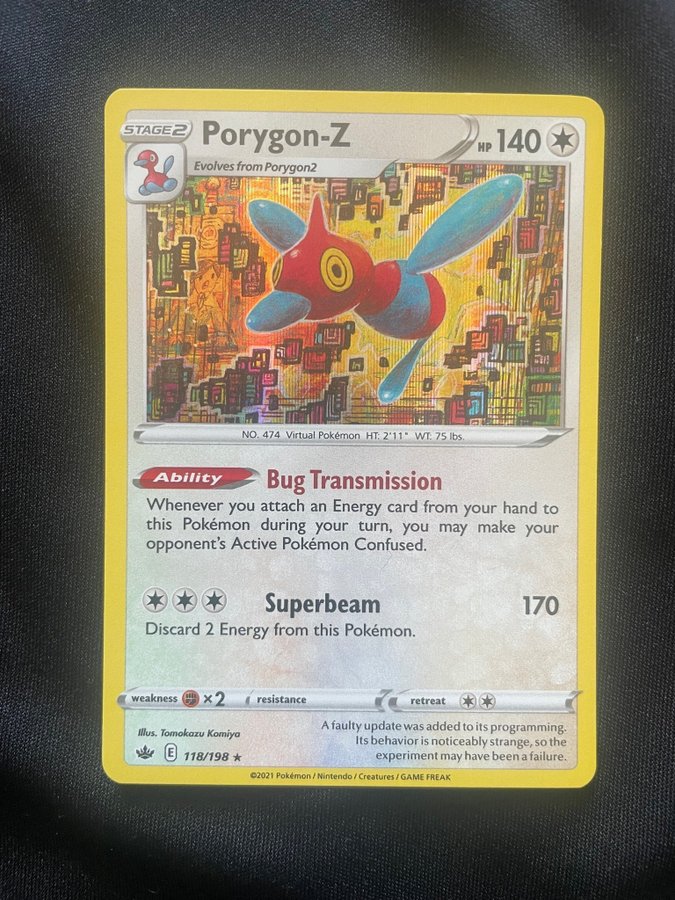 STAGE2
Porygon-Z
HP 140
Evolves from Porygon2
NO. 474 Virtual Pokémon HT: 2'11" WT: 75 lbs.
Ability Bug Transmission
Whenever you attach an Energy card from your hand to
this Pokémon during your turn, you may make your
opponent's Active Pokémon Confused.
Superbeam 170
Discard 2 Energy from this Pokémon.
weakness ×2 resistance retreat
Illus. Tomokazu Komiya
A faulty update was added to its programming.
Its behavior is noticeably strange, so the
experiment may have been a failure.
E 118/198 ★
©2021 Pokémon / Nintendo / Creatures / GAME FREAK